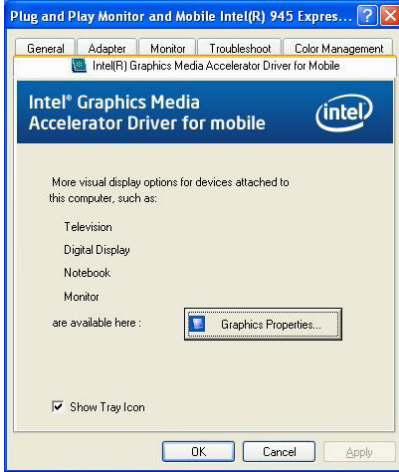 Plug and Play Monitor and Mobile Intel(R) 945 Expres...
General Adapter Monitor Troubleshoot Color Management
Intel(R) Graphics Media Accelerator Driver for Mobile
Intel® Graphics Media
Accelerator Driver for mobile
intel
More visual display options for devices attached to
this computer, such as:
Television
Digital Display
Notebook
Monitor
are available here :
Graphics Properties...
Show Tray Icon
OK Cancel Apply